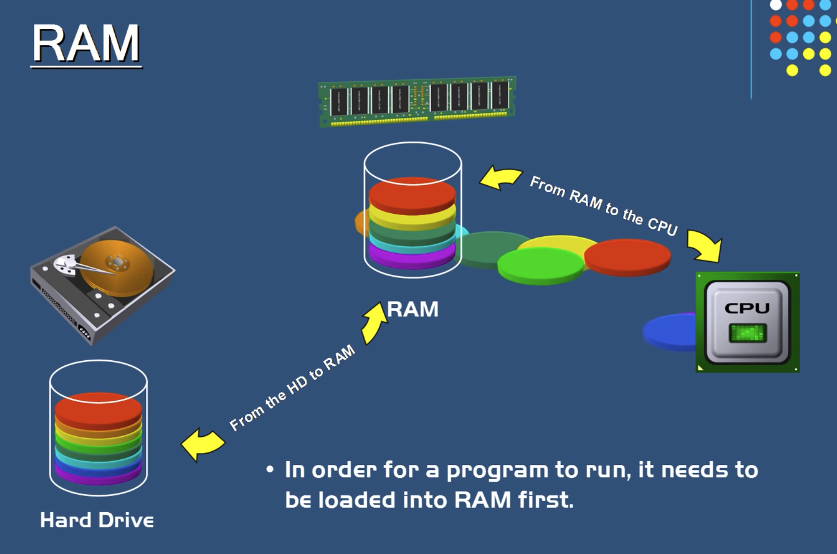 RAM
From RAM to the CPU
CPU
RAM
From the HD to RAM
• In order for a program to run, it needs to
be loaded into RAM first.
Hard Drive